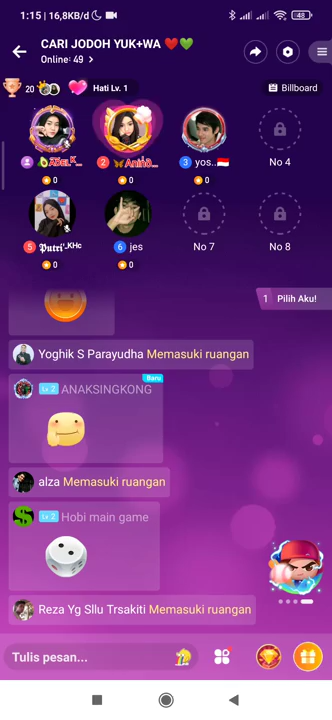 1:15 | 16,8KB/d
48
CARI JODOH YUK+WA ❤️💚
Online: 49 >
20
Hati Lv. 1
Billboard
2
3 yos..🇮🇩
No 4
0
0
0
5 Putri'-KHc
6 jes
No 7
No 8
0
0
1 Pilih Aku!
Yoghik S Parayudha Memasuki ruangan
Baru
Lv.2 ANAKSINGKONG
alza Memasuki ruangan
Lv.2 Hobi main game
Reza Yg Sllu Trsakiti Memasuki ruangan
Tulis pesan...